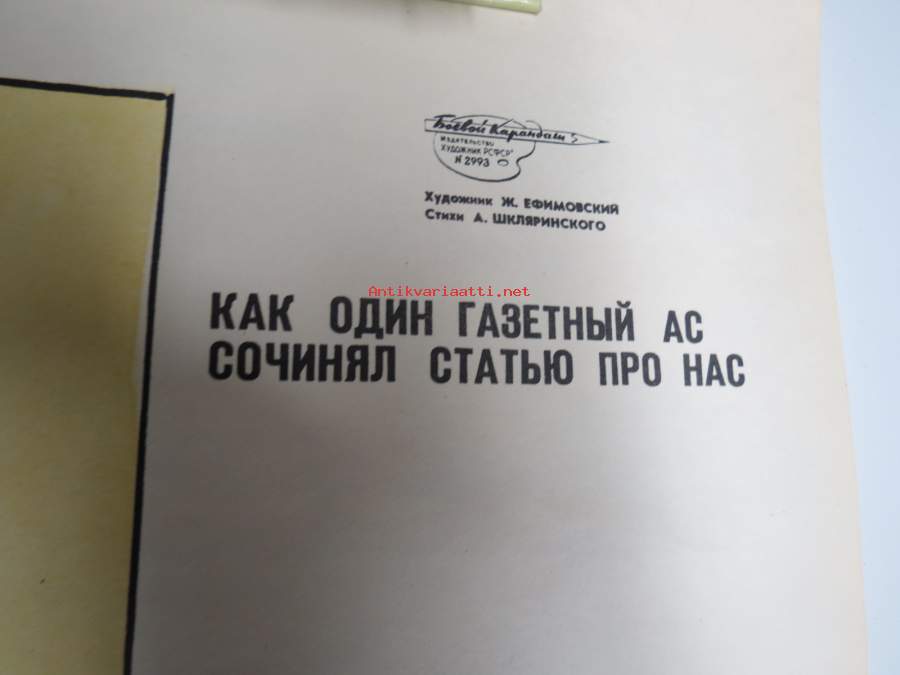 Боевой Карандаш
издательство
ХУДОЖНИК РСФСР"
N 2993
Художник Ж. ЕФИМОВСКИЙ
Стихи А. ШКЛЯРИНСКОГО
Antikvariaatti.net
КАК ОДИН ГАЗЕТНЫЙ АС
СОЧИНЯЛ СТАТЬЮ ПРО НАС